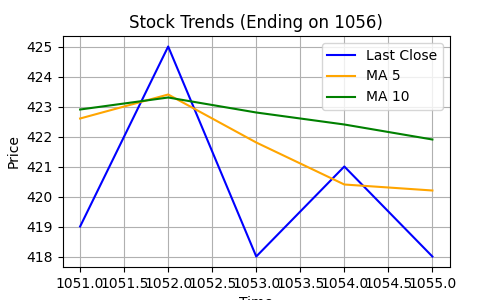 Stock Trends (Ending on 1056)
Last Close
MA 5
MA 10
Price
425
424
423
422
421
420
419
418
1051.0 1051.5 1052.0 1052.5 1053.0 1053.5 1054.0 1054.5 1055.0
Time